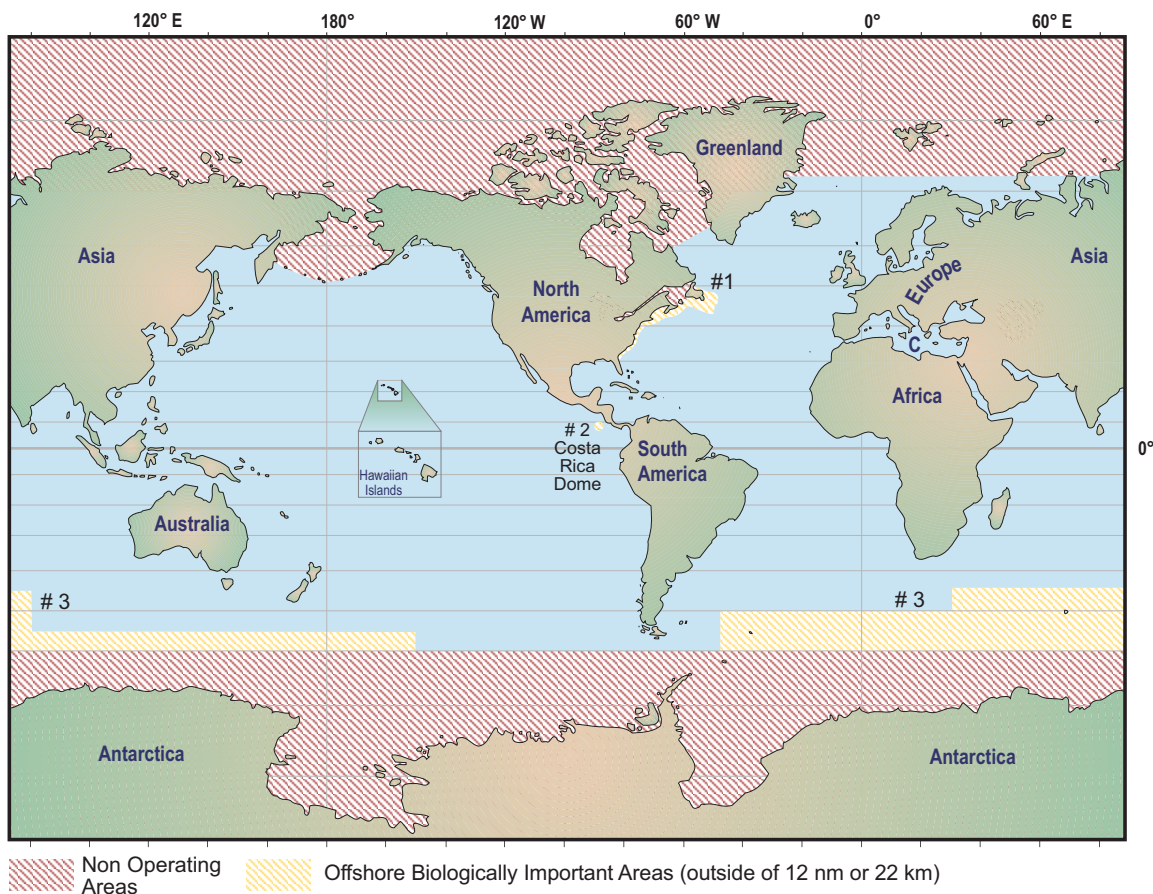 120° E 180° 120° W 60° W 0° 60° E
Greenland
Asia
North
America
#1
Europe
Asia
C
Africa
# 2
Costa
Rica
Dome
South
America
0°
Hawaiian
Islands
Australia
# 3
# 3
Antarctica
Antarctica
Non Operating
Areas
Offshore Biologically Important Areas (outside of 12 nm or 22 km)